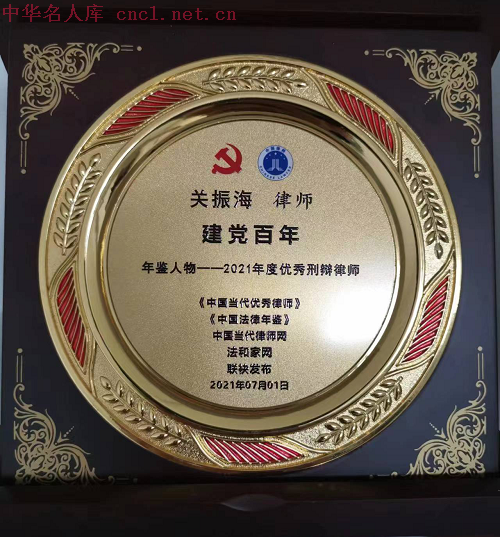 中华名人库 cnc1.net.cn
关振海 律师
建党百年
年鉴人物——2021年度优秀刑辩律师
《中国当代优秀律师》
《中国法律年鉴》
中国当代律师网
法和家网
联袂发布
2021年07月01日